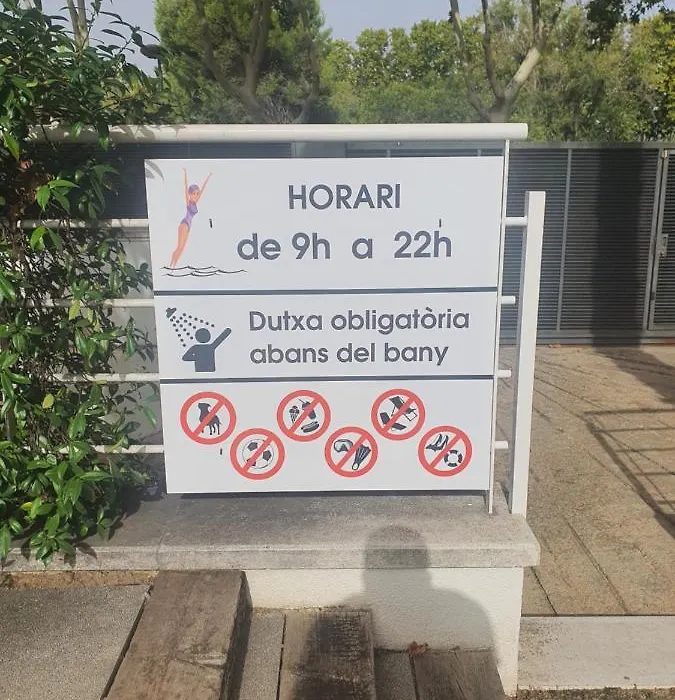 HORARI
de 9h a 22h
Dutxa obligatòria
abans del bany